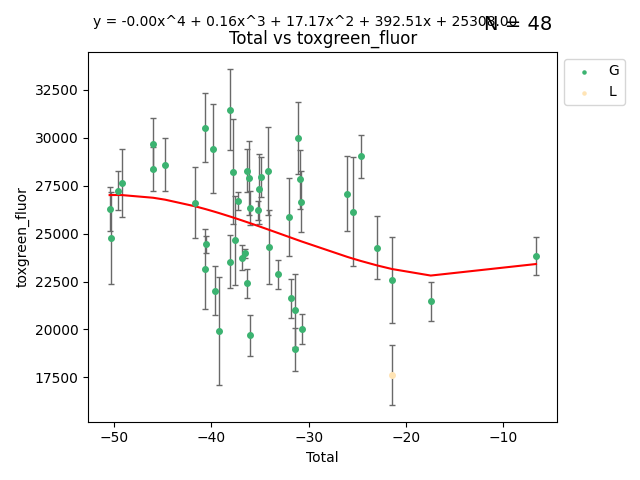 y = -0.00x^4 + 0.16x^3 + 17.17x^2 + 392.51x + 25308.00
N = 48
Total vs toxgreen_fluor
G
L
32500
30000
27500
25000
22500
20000
17500
toxgreen_fluor
−50
−40
−30
−20
−10
Total